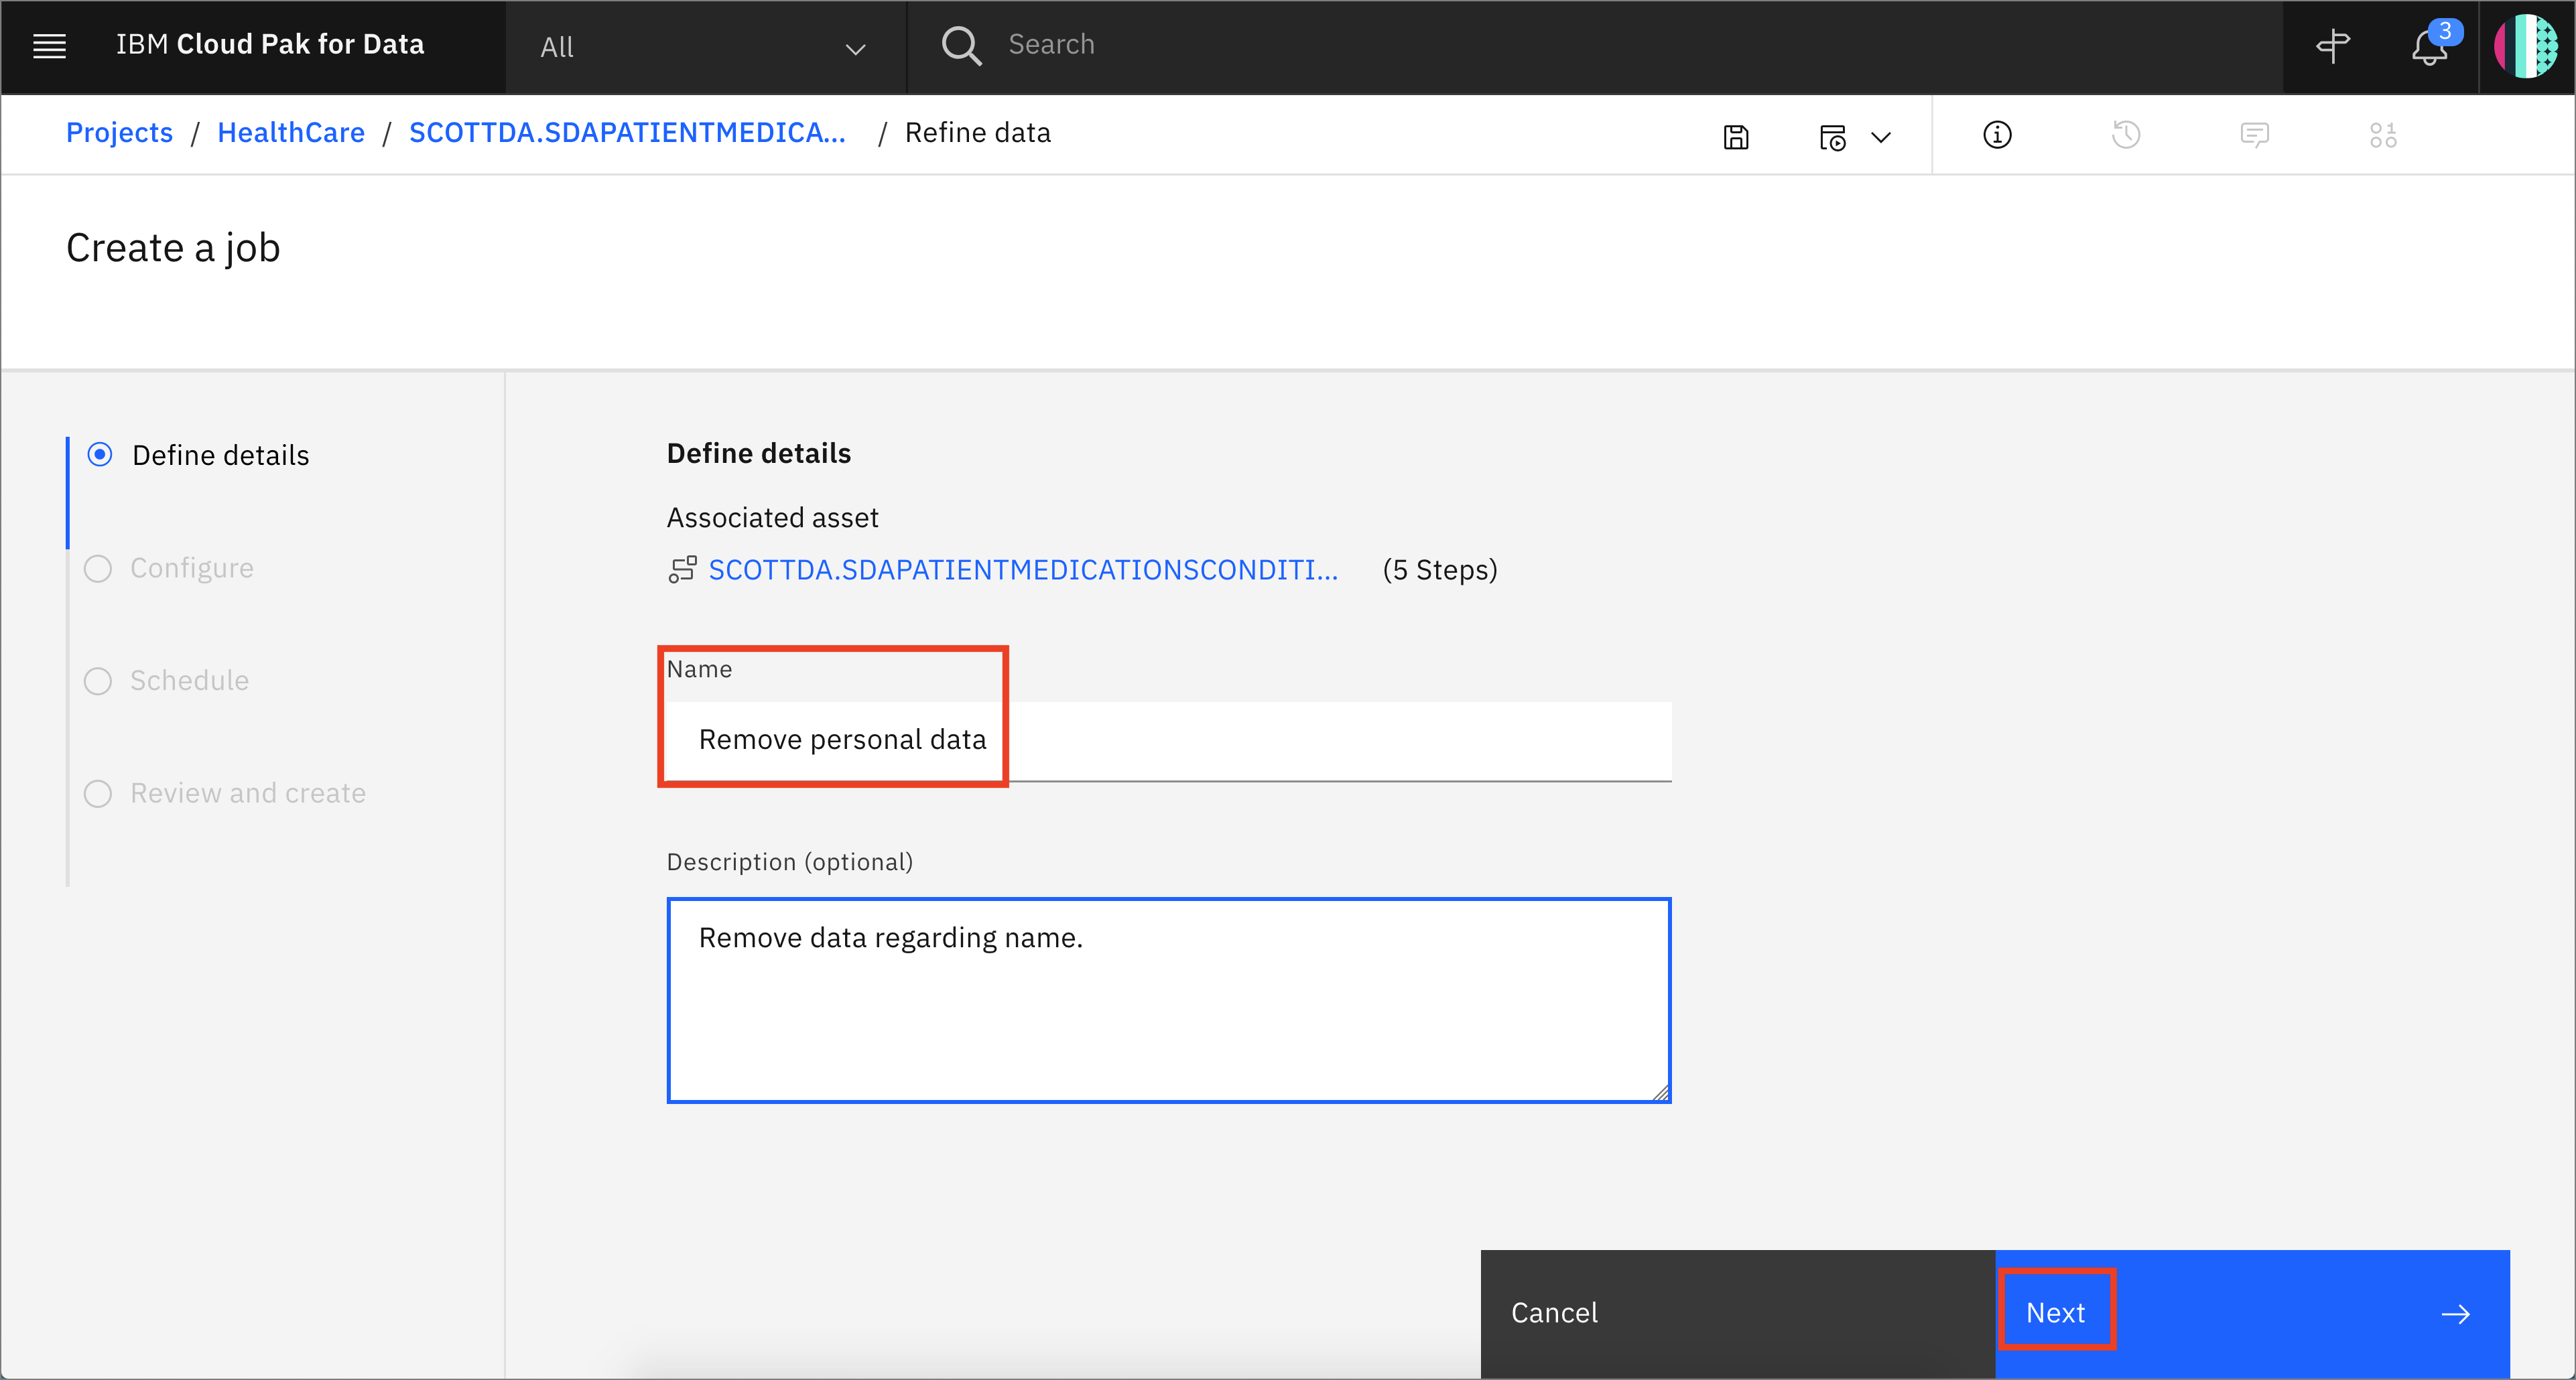 IBM Cloud Pak for Data
All
Search
3
Projects / HealthCare / SCOTTDA.SDAPATIENTMEDICA... / Refine data
Create a job
Define details
Configure
Schedule
Review and create
Define details
Associated asset
SCOTTDA.SDAPATIENTMEDICATIONSCONDITI... (5 Steps)
Name
Remove personal data
Description (optional)
Remove data regarding name.
Cancel
Next